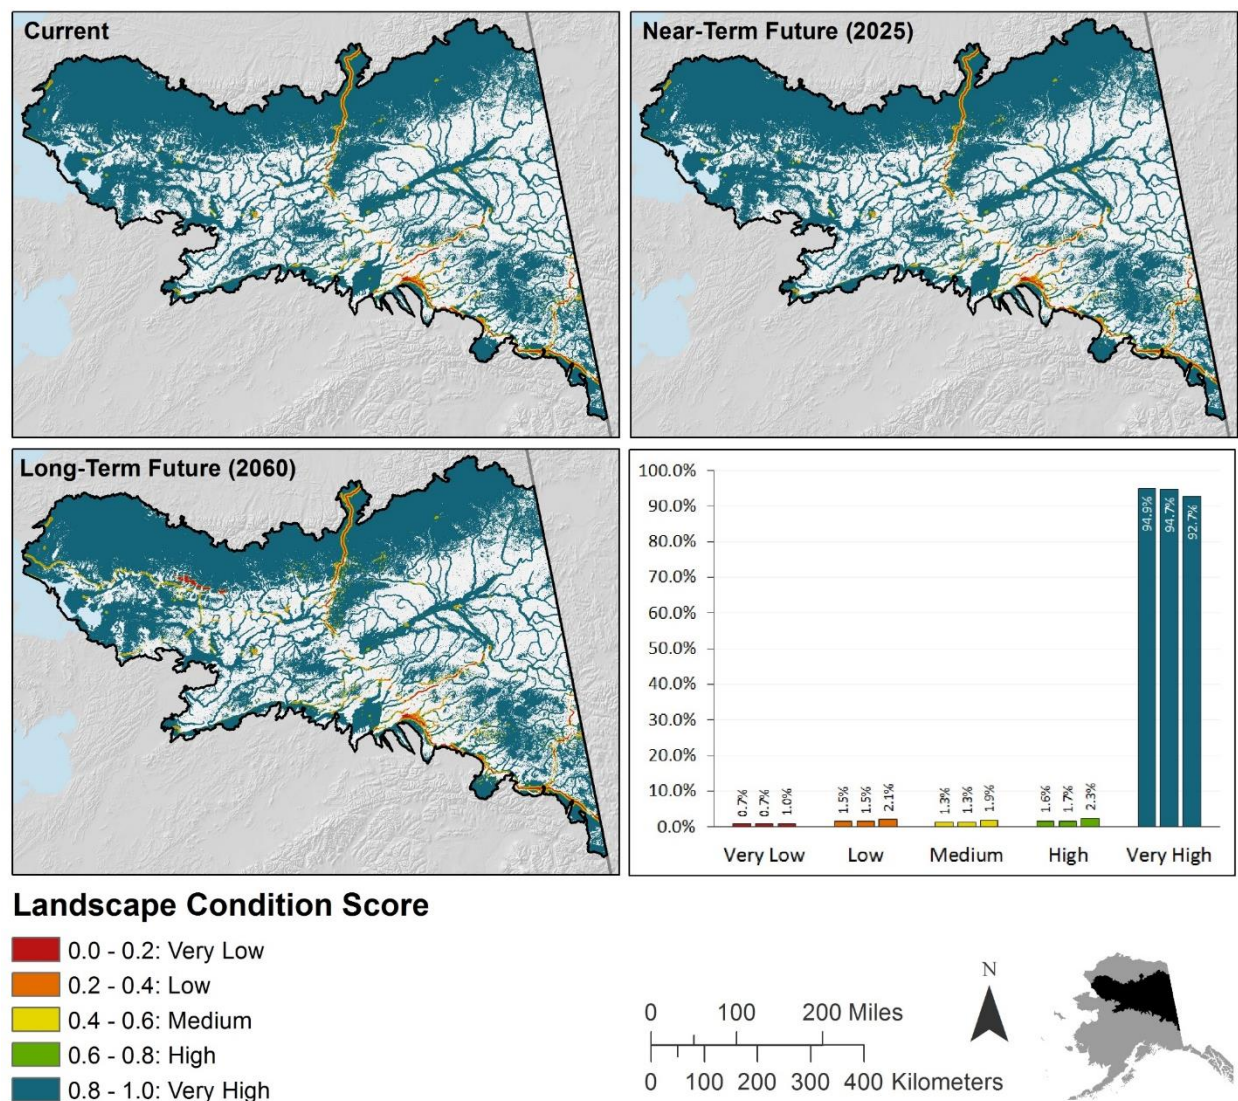 Current
Near-Term Future (2025)
Long-Term Future (2060)
100.0%
90.0%
80.0%
70.0%
60.0%
50.0%
40.0%
30.0%
20.0%
10.0%
0.0%
0.7%
0.7%
1.0%
1.5%
1.5%
2.1%
1.3%
1.3%
1.9%
1.6%
1.7%
2.3%
94.9%
94.7%
92.7%
Very Low
Low
Medium
High
Very High
Landscape Condition Score
0.0 - 0.2: Very Low
0.2 - 0.4: Low
0.4 - 0.6: Medium
0.6 - 0.8: High
0.8 - 1.0: Very High
0 100 200 Miles
0 100 200 300 400 Kilometers
N